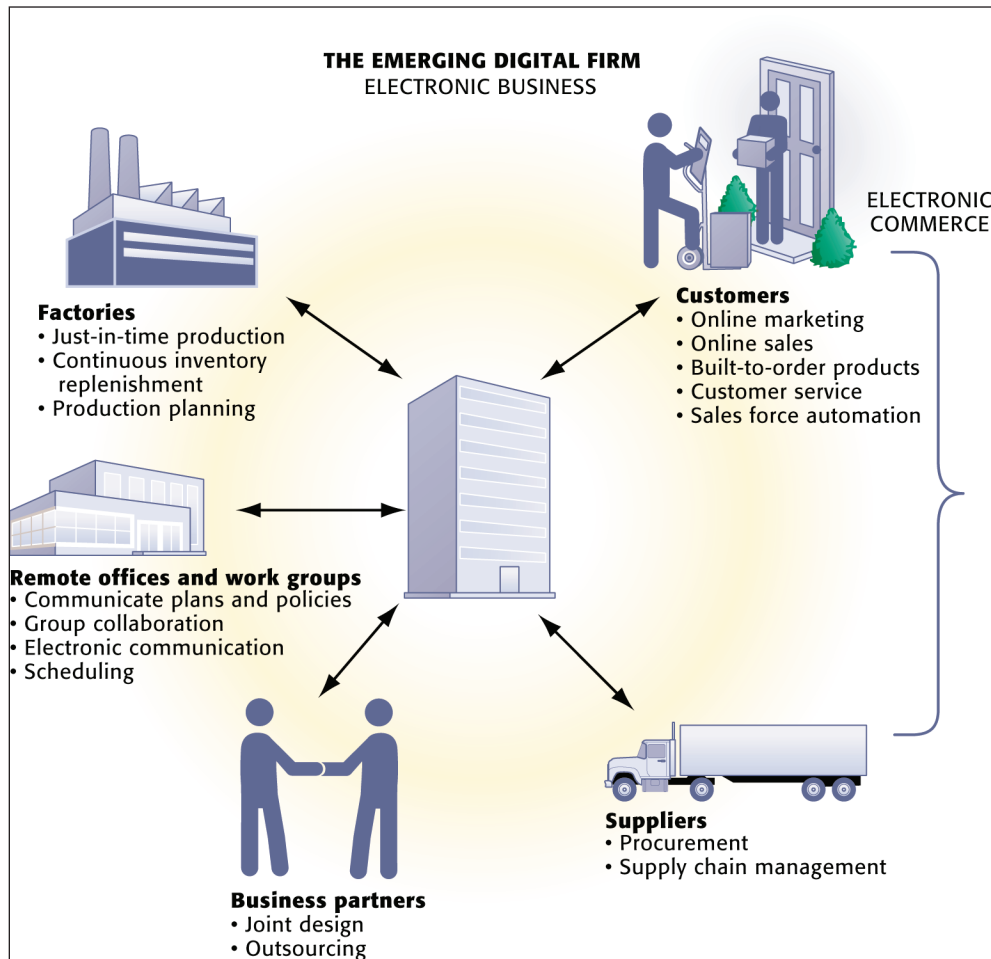 THE EMERGING DIGITAL FIRM
ELECTRONIC BUSINESS
ELECTRONIC
COMMERCE
Factories
• Just-in-time production
• Continuous inventory
replenishment
• Production planning
Customers
• Online marketing
• Online sales
• Built-to-order products
• Customer service
• Sales force automation
Remote offices and work groups
• Communicate plans and policies
• Group collaboration
• Electronic communication
• Scheduling
Business partners
• Joint design
• Outsourcing
Suppliers
• Procurement
• Supply chain management